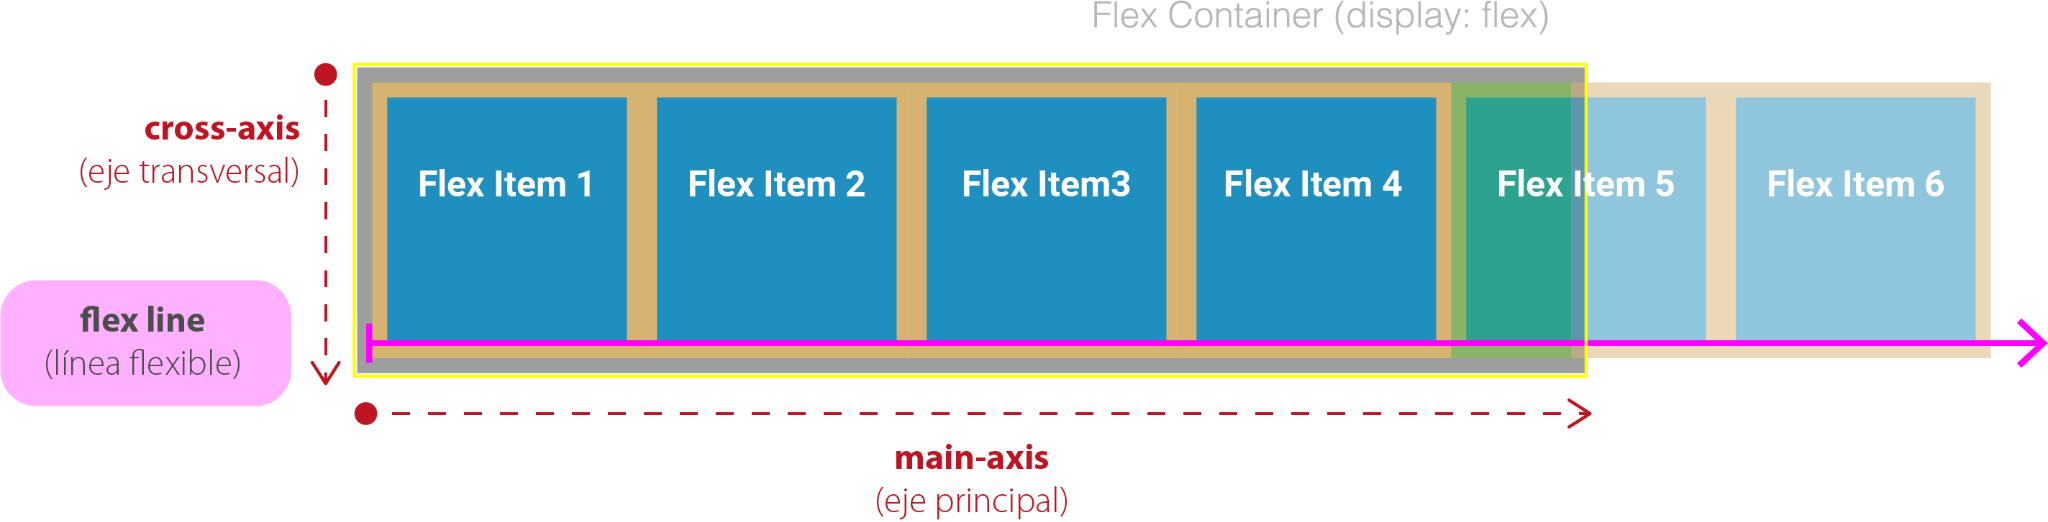 Flex Container (display: flex)
cross-axis
(eje transversal)
Flex Item 1
Flex Item 2
Flex Item3
Flex Item 4
Flex Item 5
Flex Item 6
flex line
(línea flexible)
main-axis
(eje principal)